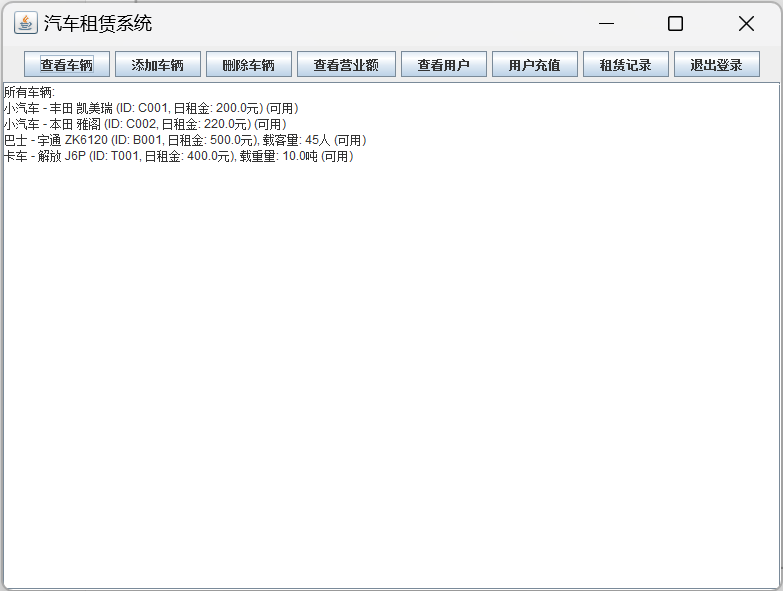 汽车租赁系统
查看车辆 添加车辆 删除车辆 查看营业额 查看用户 用户充值 租赁记录 退出登录
所有车辆:
小汽车 - 丰田 凯美瑞 (ID: C001, 日租金: 200.0元) (可用)
小汽车 - 本田 雅阁 (ID: C002, 日租金: 220.0元) (可用)
巴士 - 宇通 ZK6120 (ID: B001, 日租金: 500.0元), 载客量: 45人 (可用)
卡车 - 解放 J6P (ID: T001, 日租金: 400.0元), 载重量: 10.0吨 (可用)